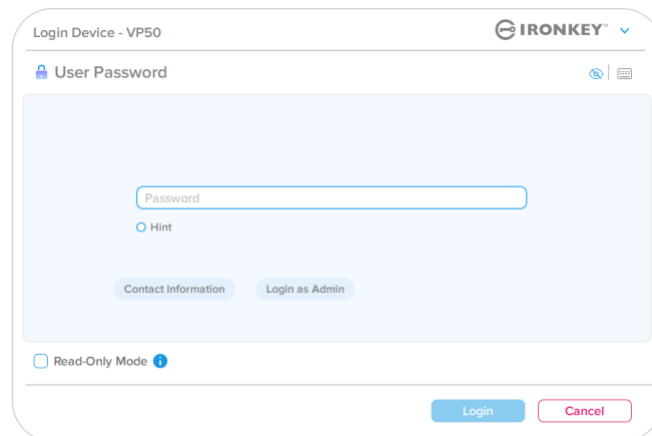 Login Device - VP50
IRONKEY™
User Password
Password
Hint
Contact Information
Login as Admin
Read-Only Mode
Login
Cancel